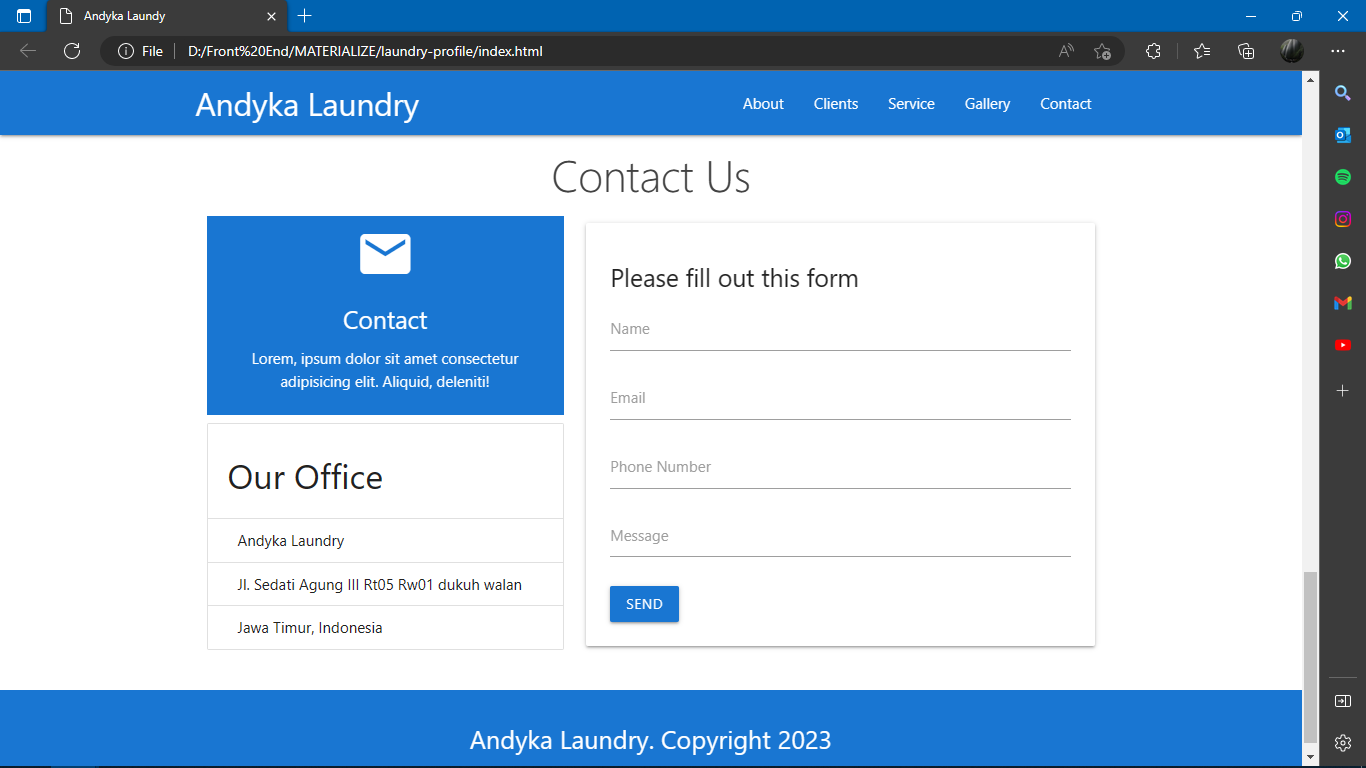 Andyka Laundy
File
D:/Front%20End/MATERIALIZE/laundry-profile/index.html
Andyka Laundry
About Clients Service Gallery Contact
Contact Us
Contact
Lorem, ipsum dolor sit amet consectetur
adipisicing elit. Aliquid, deleniti!
Our Office
Andyka Laundry
Jl. Sedati Agung III Rt05 Rw01 dukuh walan
Jawa Timur, Indonesia
Please fill out this form
Name
Email
Phone Number
Message
SEND
Andyka Laundry. Copyright 2023